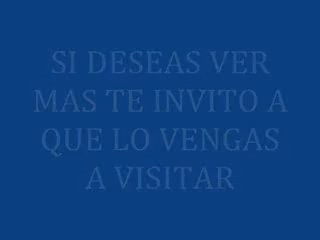 SI DESEAS VER
MAS TE INVITO A
QUE LO VENGAS
A VISITAR